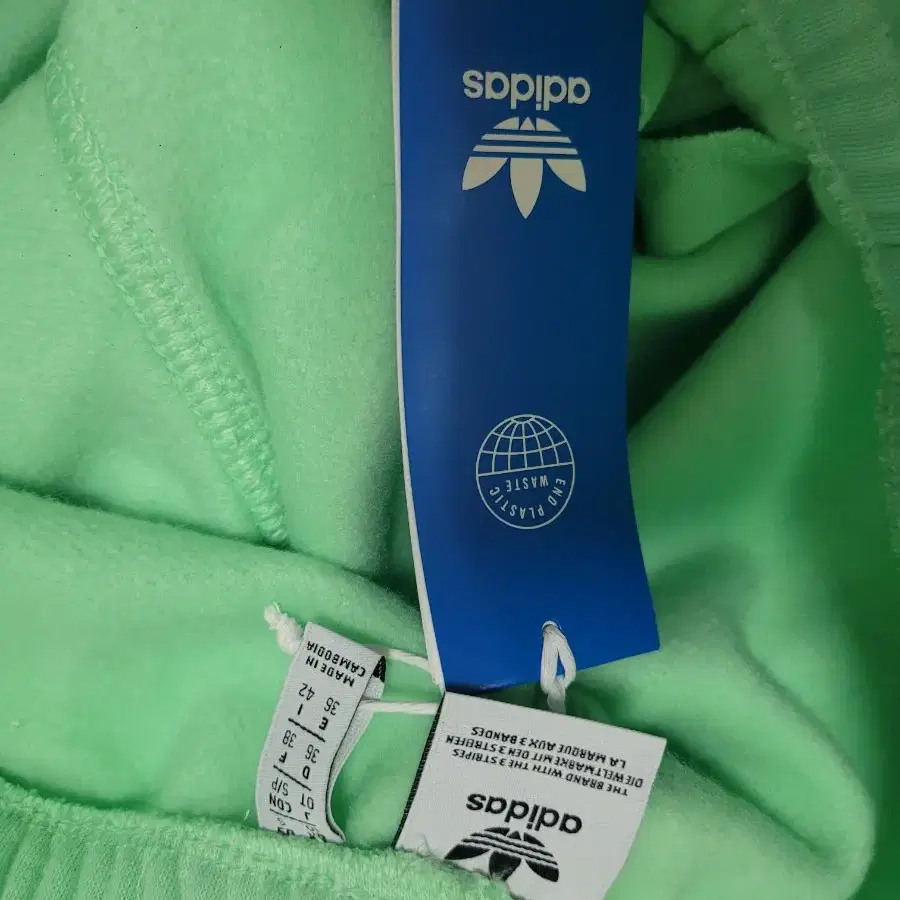 adidas
END PLASTIC
WASTE
adidas
THE BRAND WITH THE 3 STRIPES
DIE WELTMARKE MIT DEN 3 STREIFEN
LA MARQUE AUX 3 BANDES
CDN
S/P
D
36
F
38
E
36
I
42
MADE IN
CAMBODIA